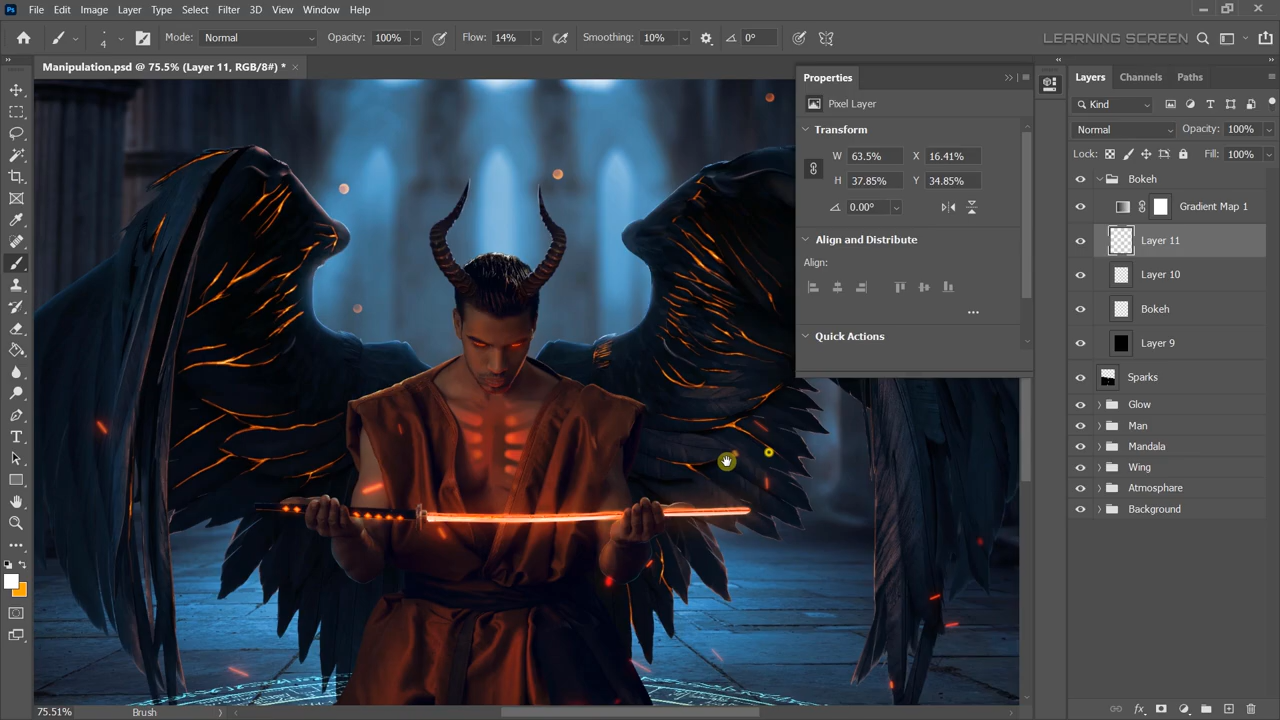 Ps File Edit Image Layer Type Select Filter 3D View Window Help
4 Mode: Normal Opacity: 100% Flow: 14% Smoothing: 10% 0° LEARNING SCREEN
Manipulation.psd @ 75.5% (Layer 11, RGB/8#) *
Properties
Pixel Layer
Transform
W 63.5% X 16.41%
H 37.85% Y 34.85%
0.00°
Align and Distribute
Align:
Quick Actions
Layers Channels Paths
Kind
Normal Opacity: 100%
Lock: Fill: 100%
Bokeh
Gradient Map 1
Layer 11
Layer 10
Bokeh
Layer 9
Sparks
Glow
Man
Mandala
Wing
Atmosphere
Background
75.51% Brush